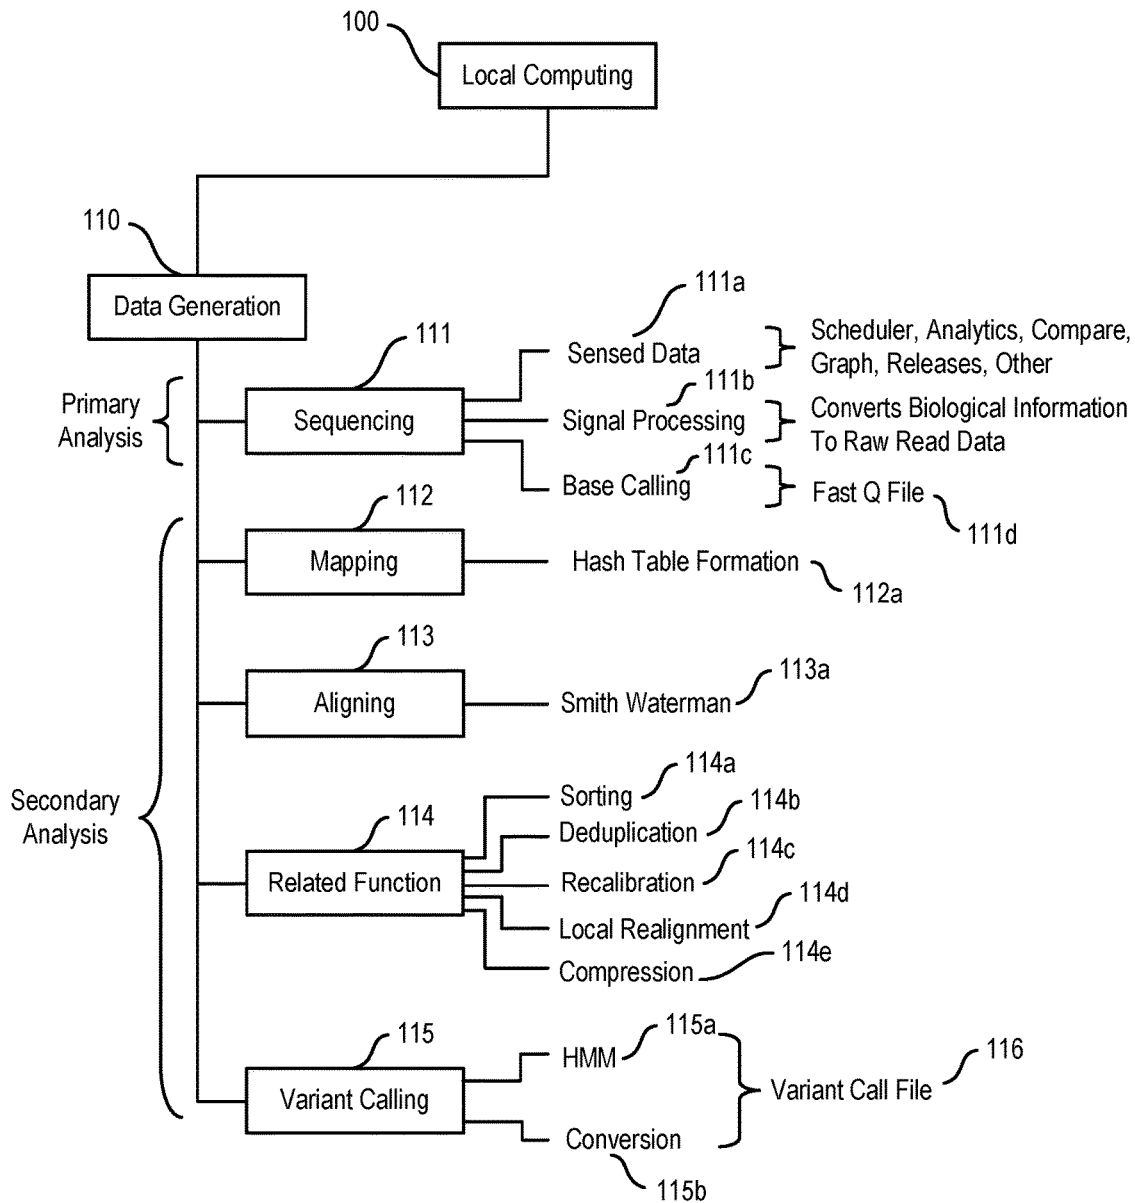 100
Local Computing
110
Data Generation
111a
Scheduler, Analytics, Compare,
Graph, Releases, Other
111
Sensed Data
Primary
Analysis
Sequencing
111b
Signal Processing
Converts Biological Information
To Raw Read Data
111c
Base Calling
Fast Q File
111d
112
Mapping
Hash Table Formation
112a
113
Aligning
Smith Waterman
113a
Secondary
Analysis
114
Related Function
Sorting
114a
Deduplication
114b
Recalibration
114c
Local Realignment
114d
Compression
114e
115
Variant Calling
HMM
115a
Conversion
115b
Variant Call File
116